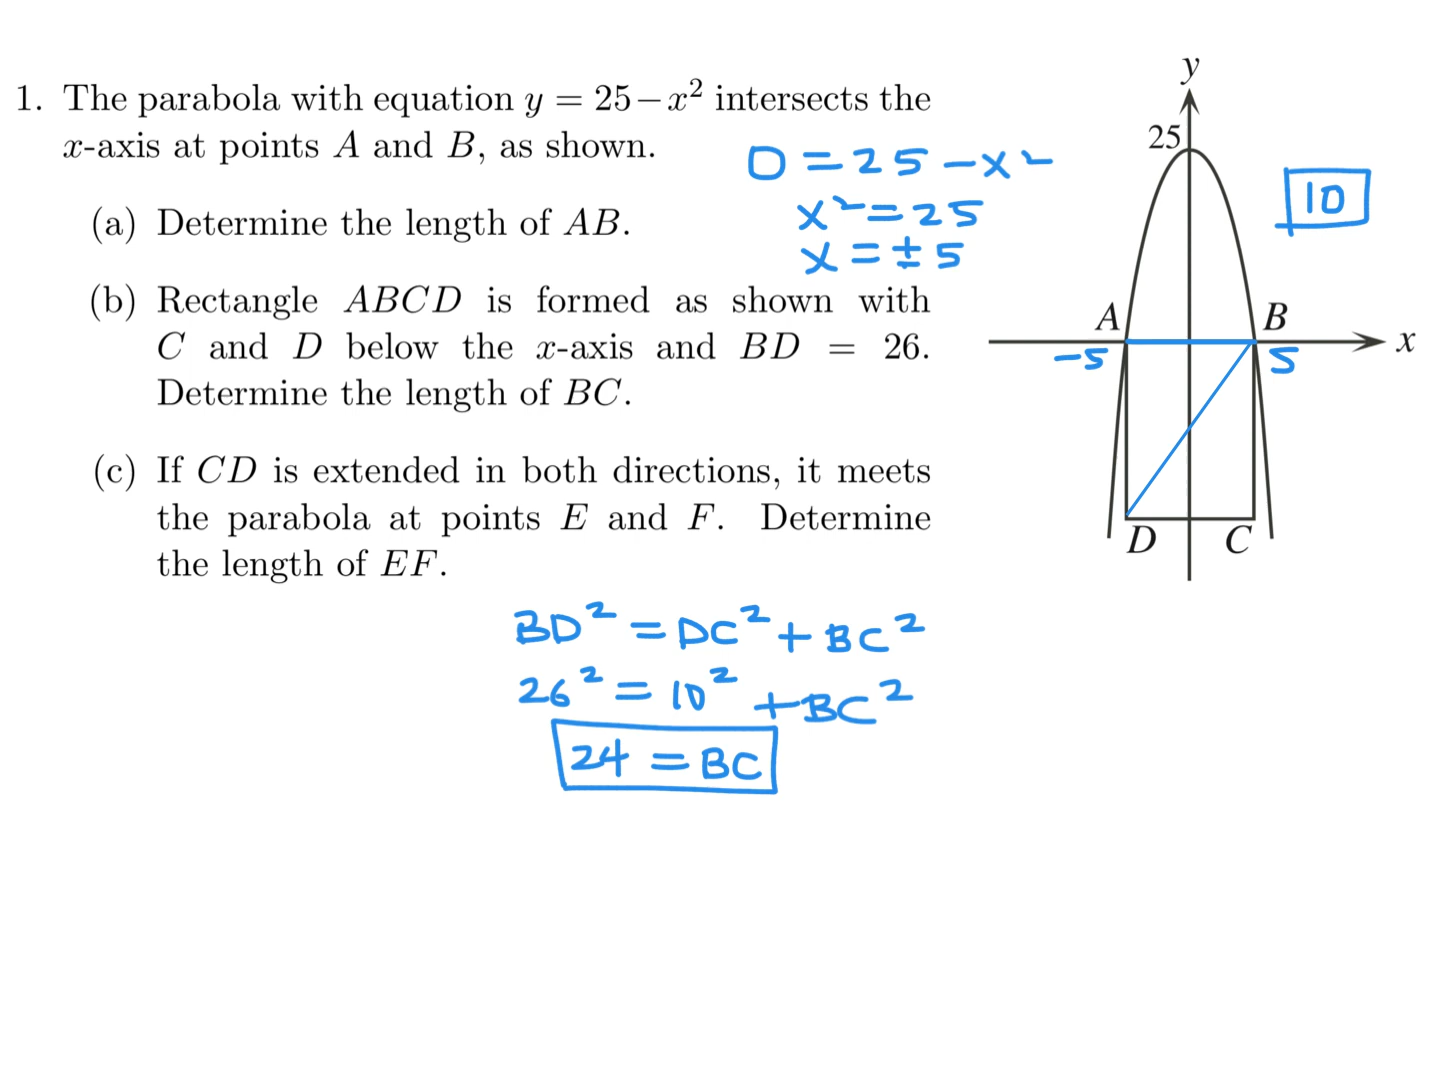 1. The parabola with equation y = 25 − x² intersects the
x-axis at points A and B, as shown.
0 = 25 − x²
x² = 25
x = ±5
(a) Determine the length of AB.
10
(b) Rectangle ABCD is formed as shown with
C and D below the x-axis and BD = 26.
Determine the length of BC.
(c) If CD is extended in both directions, it meets
the parabola at points E and F. Determine
the length of EF.
y
25
A
B
x
−5
5
D
C
BD² = DC² + BC²
26² = 10² + BC²
24 = BC